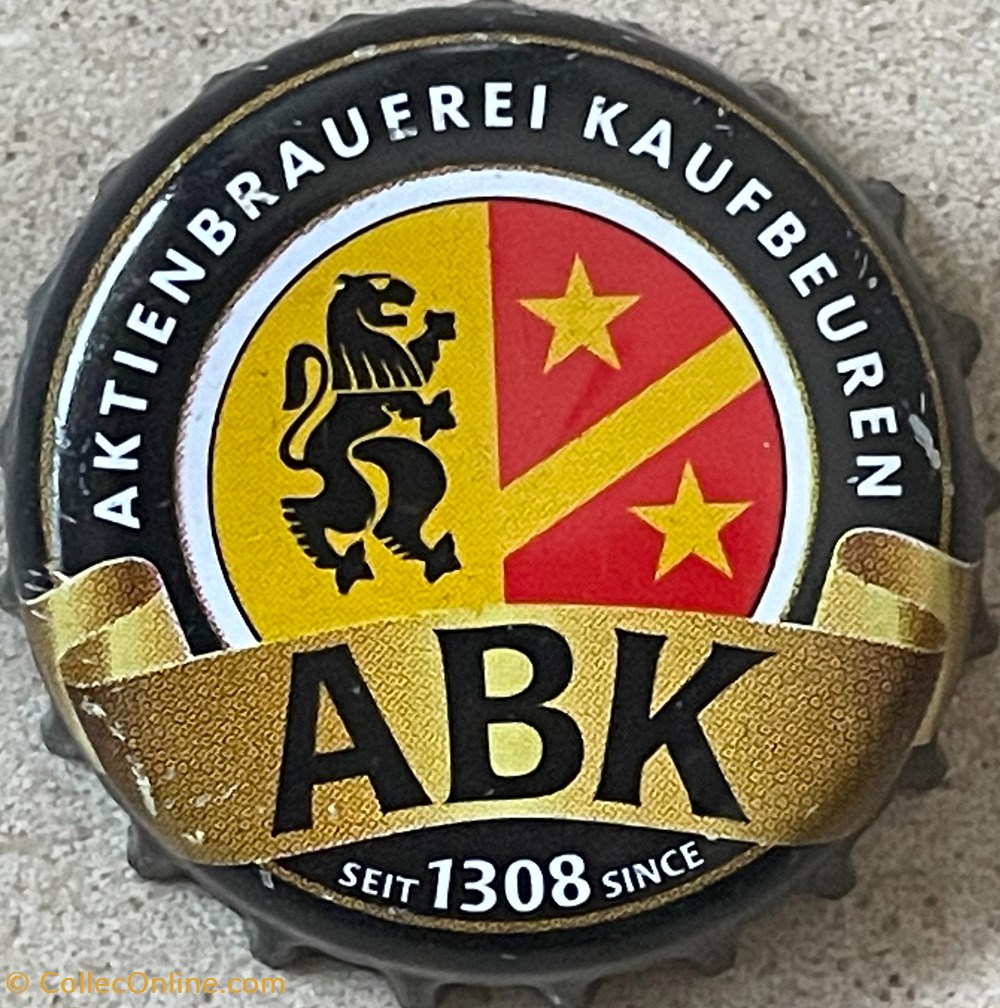 AKTIENBRAUEREI KAUFBEUREN
ABK
SEIT 1308 SINCE
© CollecOnline.com